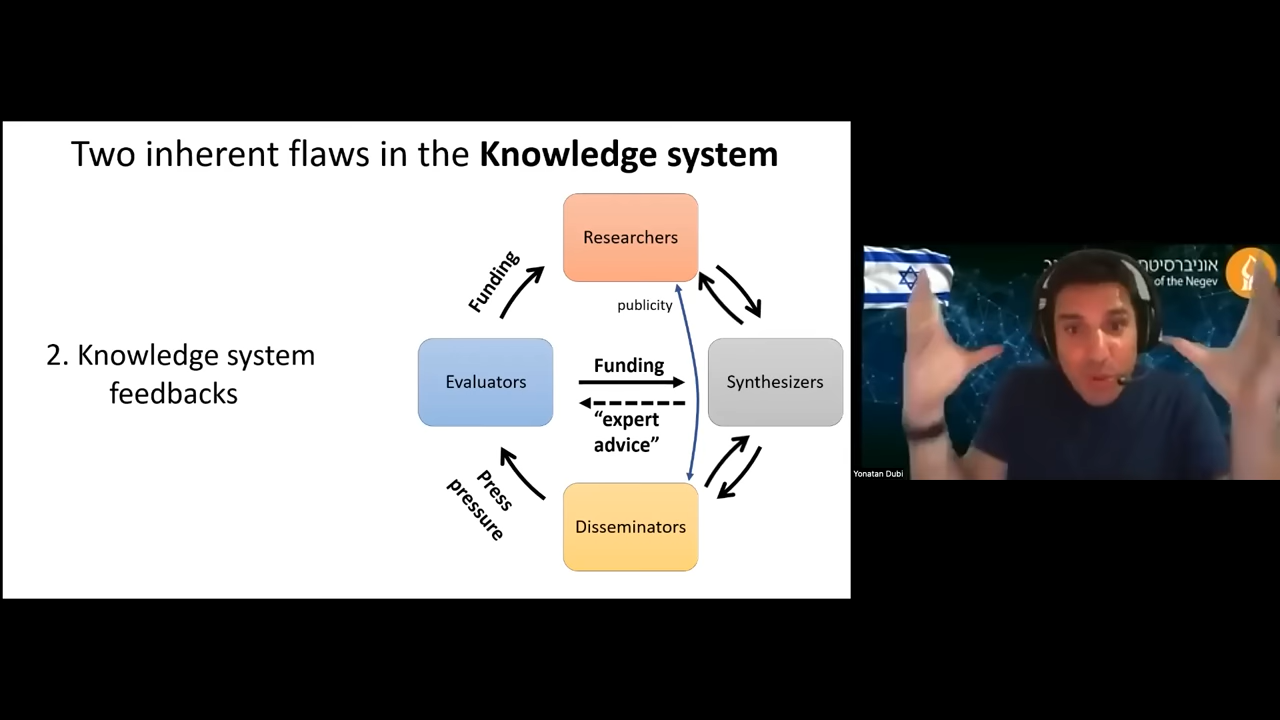 Two inherent flaws in the Knowledge system
Researchers
Funding
publicity
2. Knowledge system
feedbacks
Evaluators
Funding
Synthesizers
“expert
advice”
Press
pressure
Disseminators
אוניברסיטת
of the Negev
Yonatan Dubi